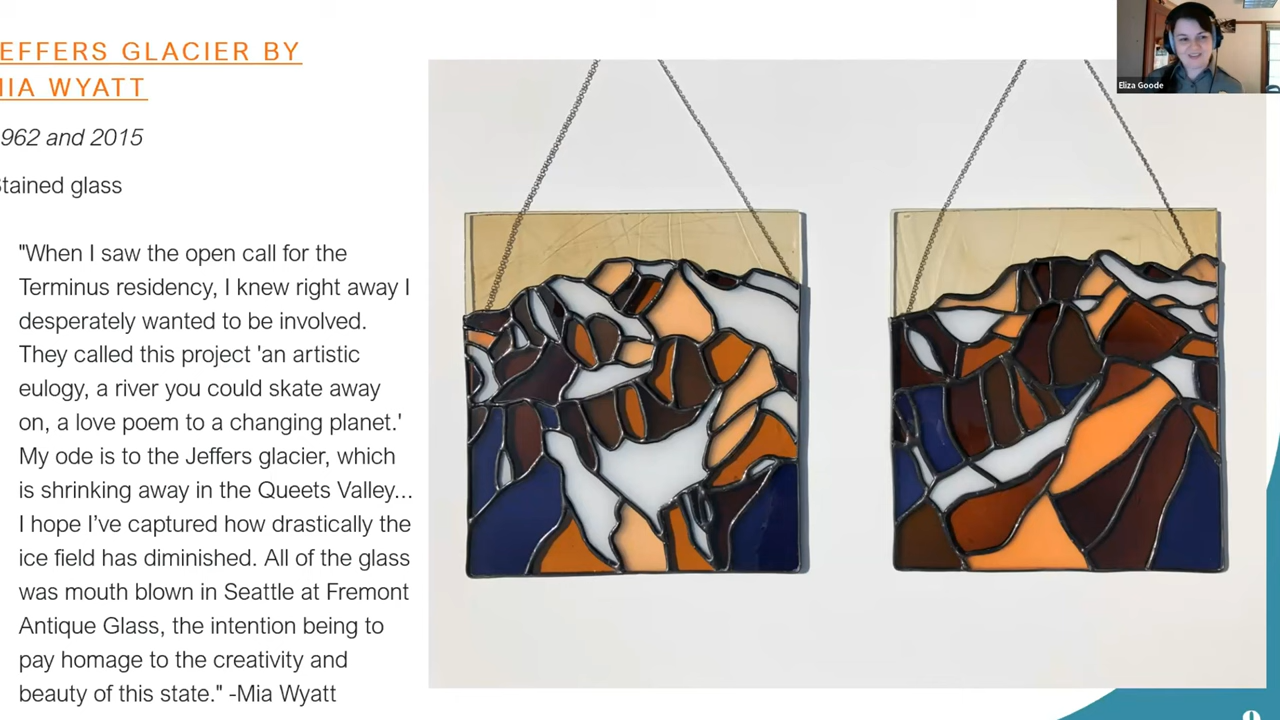 EFFERS GLACIER BY
IA WYATT
962 and 2015
tained glass
"When I saw the open call for the
Terminus residency, I knew right away I
desperately wanted to be involved.
They called this project 'an artistic
eulogy, a river you could skate away
on, a love poem to a changing planet.'
My ode is to the Jeffers glacier, which
is shrinking away in the Queets Valley...
I hope I’ve captured how drastically the
ice field has diminished. All of the glass
was mouth blown in Seattle at Fremont
Antique Glass, the intention being to
pay homage to the creativity and
beauty of this state." -Mia Wyatt
Eliza Goode